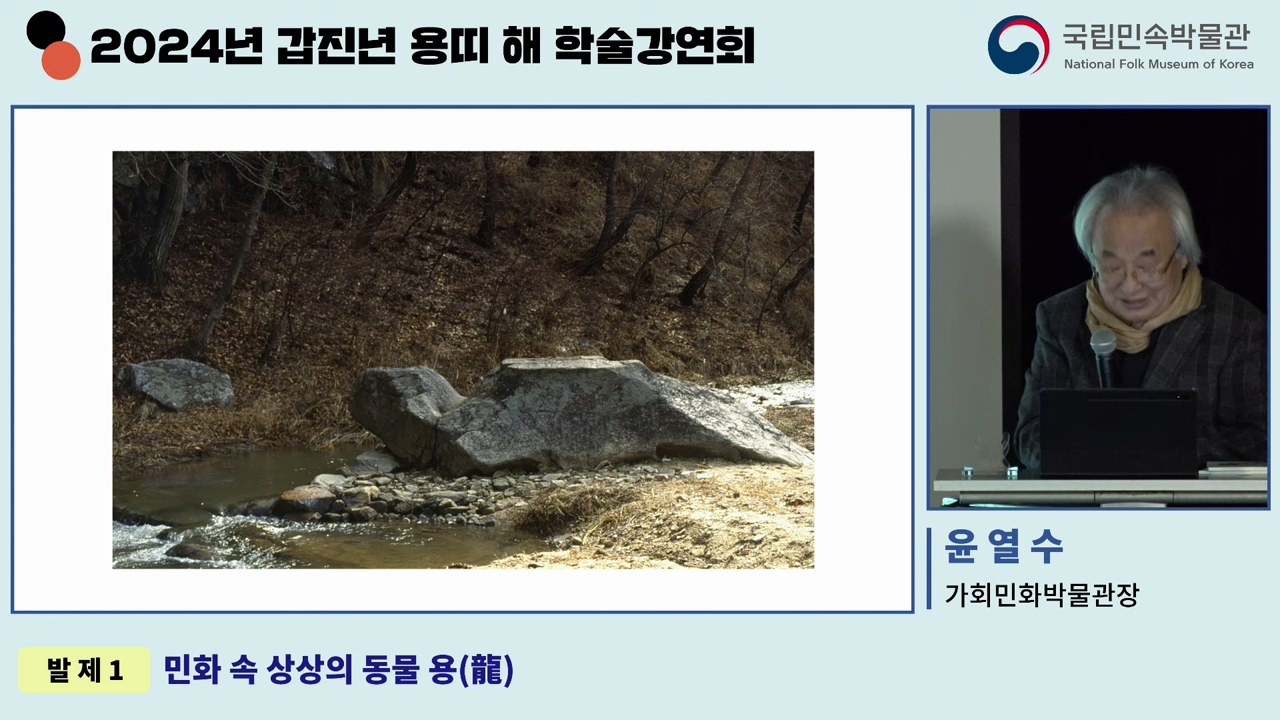 2024년 갑진년 용띠 해 학술강연회
국립민속박물관
National Folk Museum of Korea
윤열수
가회민화박물관장
발제1 민화 속 상상의 동물 용(龍)